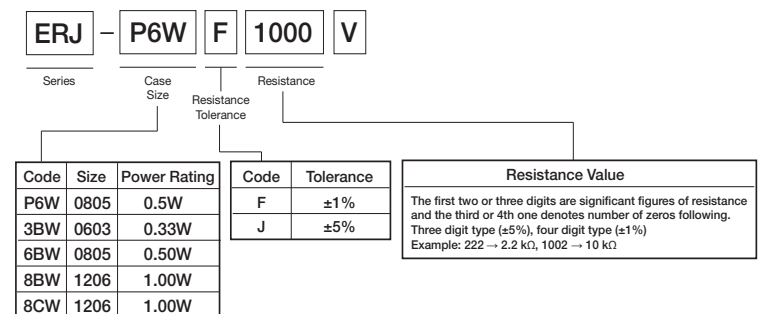 ERJ – P6W F 1000 V
Series
Case
Size
Resistance
Tolerance
Resistance
Code Size Power Rating
P6W 0805 0.5W
3BW 0603 0.33W
6BW 0805 0.50W
8BW 1206 1.00W
8CW 1206 1.00W
Code Tolerance
F ±1%
J ±5%
Resistance Value
The first two or three digits are significant figures of resistance
and the third or 4th one denotes number of zeros following.
Three digit type (±5%), four digit type (±1%)
Example: 222 → 2.2 kΩ, 1002 → 10 kΩ